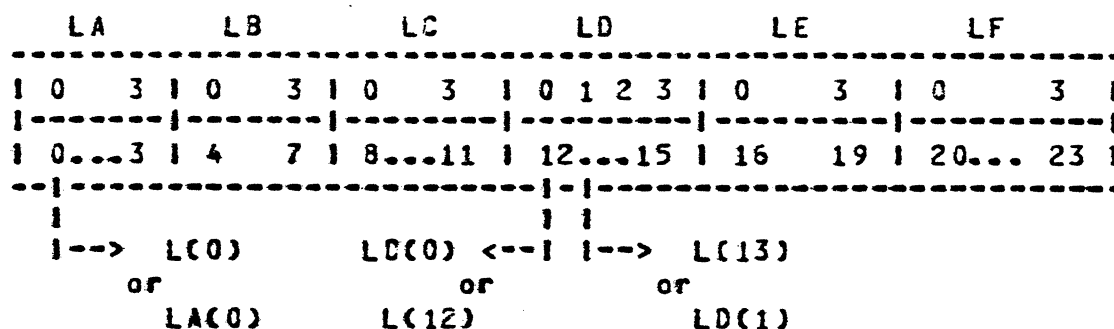 LA LB LC LD LE LF
-----------------------------------------------------------------
| 0 3 | 0 3 | 0 3 | 0 1 2 3 | 0 3 | 0 3 |
|---------|---------|----------|-----------|-----------|------------|
| 0...3 | 4 7 | 8...11 | 12...15 | 16 19 | 20... 23 |
--|-----------------------------|-|-------------------------------
| | |
|--> L(0) LD(0) <--| |--> L(13)
or or or
LA(0) L(12) LD(1)